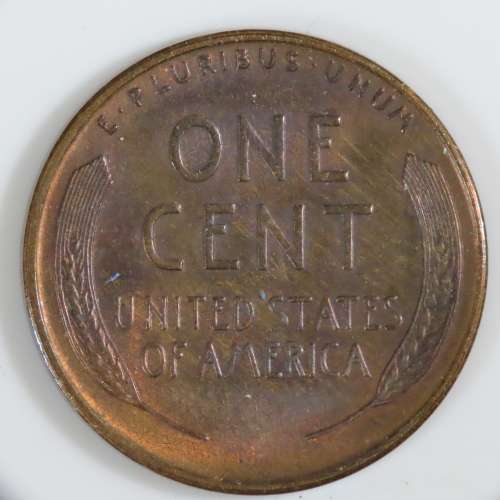 E·PLURIBUS·UNUM
ONE
CENT
UNITED STATES
OF AMERICA